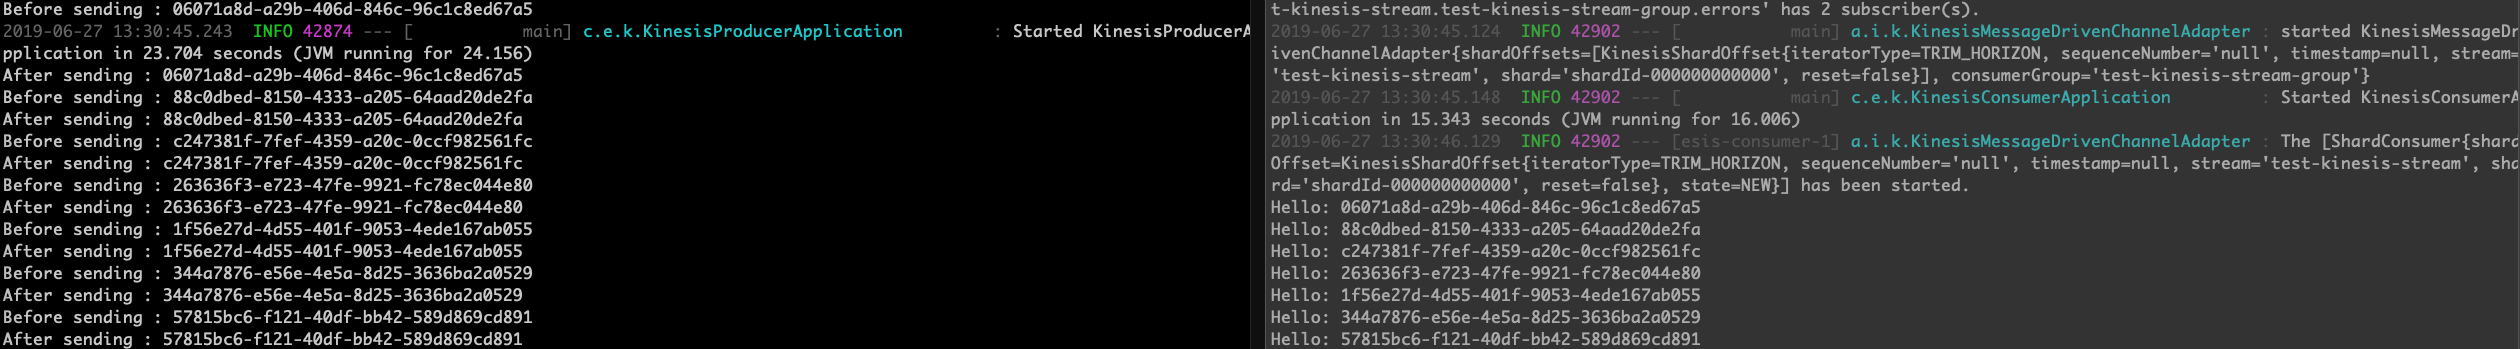 Before sending : 06071a8d-a29b-406d-846c-96c1c8ed67a5
2019-06-27 13:30:45.243  INFO 42874 --- [           main] c.e.k.KinesisProducerApplication         : Started KinesisProducerA
pplication in 23.704 seconds (JVM running for 24.156)
After sending : 06071a8d-a29b-406d-846c-96c1c8ed67a5
Before sending : 88c0dbed-8150-4333-a205-64aad20de2fa
After sending : 88c0dbed-8150-4333-a205-64aad20de2fa
Before sending : c247381f-7fef-4359-a20c-0ccf982561fc
After sending : c247381f-7fef-4359-a20c-0ccf982561fc
Before sending : 263636f3-e723-47fe-9921-fc78ec044e80
After sending : 263636f3-e723-47fe-9921-fc78ec044e80
Before sending : 1f56e27d-4d55-401f-9053-4ede167ab055
After sending : 1f56e27d-4d55-401f-9053-4ede167ab055
Before sending : 344a7876-e56e-4e5a-8d25-3636ba2a0529
After sending : 344a7876-e56e-4e5a-8d25-3636ba2a0529
Before sending : 57815bc6-f121-40df-bb42-589d869cd891
After sending : 57815bc6-f121-40df-bb42-589d869cd891
t-kinesis-stream.test-kinesis-stream-group.errors' has 2 subscriber(s).
2019-06-27 13:30:45.124  INFO 42902 --- [           main] a.i.k.KinesisMessageDrivenChannelAdapter : started KinesisMessageDr
ivenChannelAdapter{shardOffsets=[KinesisShardOffset{iteratorType=TRIM_HORIZON, sequenceNumber='null', timestamp=null, stream=
'test-kinesis-stream', shard='shardId-000000000000', reset=false}], consumerGroup='test-kinesis-stream-group'}
2019-06-27 13:30:45.148  INFO 42902 --- [           main] c.e.k.KinesisConsumerApplication         : Started KinesisConsumerA
pplication in 15.343 seconds (JVM running for 16.006)
2019-06-27 13:30:46.129  INFO 42902 --- [esis-consumer-1] a.i.k.KinesisMessageDrivenChannelAdapter : The [ShardConsumer{shard
Offset=KinesisShardOffset{iteratorType=TRIM_HORIZON, sequenceNumber='null', timestamp=null, stream='test-kinesis-stream', sha
rd='shardId-000000000000', reset=false}, state=NEW}] has been started.
Hello: 06071a8d-a29b-406d-846c-96c1c8ed67a5
Hello: 88c0dbed-8150-4333-a205-64aad20de2fa
Hello: c247381f-7fef-4359-a20c-0ccf982561fc
Hello: 263636f3-e723-47fe-9921-fc78ec044e80
Hello: 1f56e27d-4d55-401f-9053-4ede167ab055
Hello: 344a7876-e56e-4e5a-8d25-3636ba2a0529
Hello: 57815bc6-f121-40df-bb42-589d869cd891